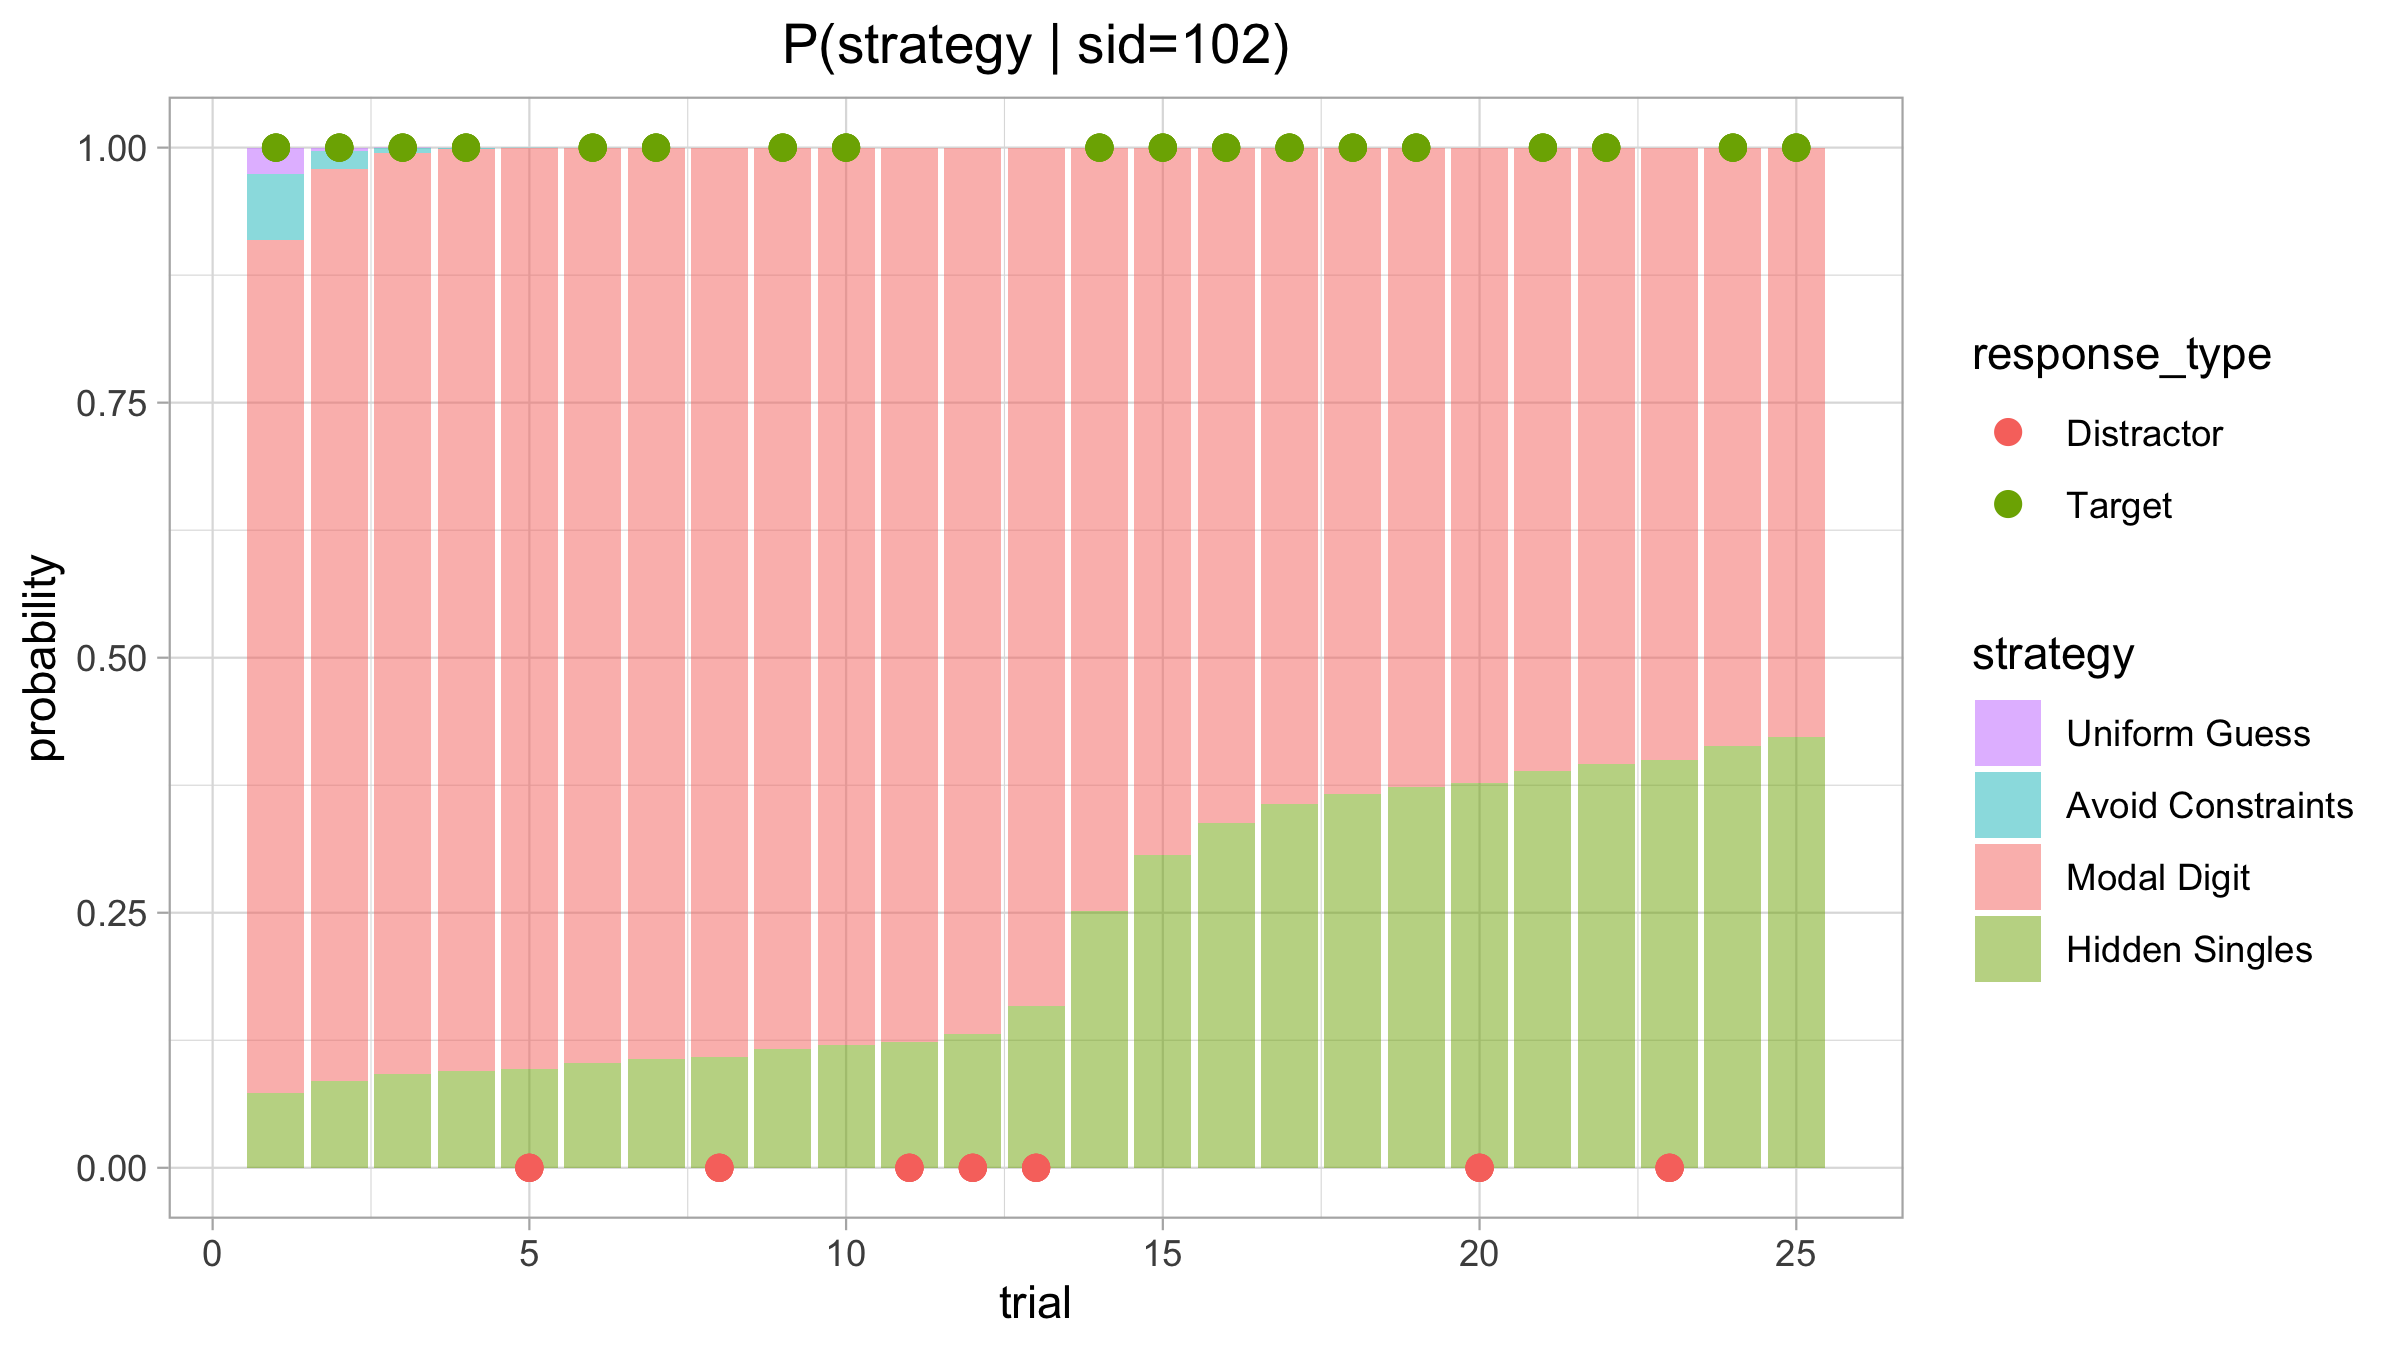 P(strategy | sid=102)
probability
1.00
0.75
0.50
0.25
0.00
0 5 10 15 20 25
trial
response_type
Distractor
Target
strategy
Uniform Guess
Avoid Constraints
Modal Digit
Hidden Singles